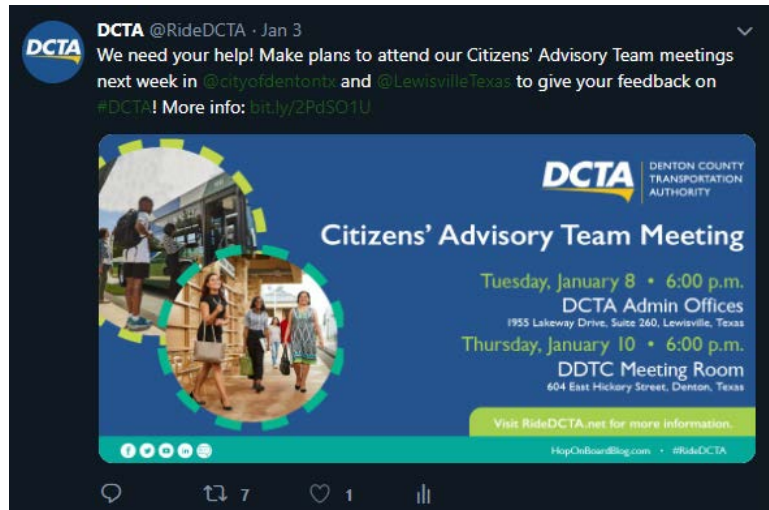 DCTA @RideDCTA · Jan 3
We need your help! Make plans to attend our Citizens' Advisory Team meetings
next week in @cityofdentontx and @LewisvilleTexas to give your feedback on
#DCTA! More info: bit.ly/2PdSO1U
DCTA
DCTA
DENTON COUNTY
TRANSPORTATION
AUTHORITY
Citizens' Advisory Team Meeting
Tuesday, January 8 • 6:00 p.m.
DCTA Admin Offices
1955 Lakeway Drive, Suite 260, Lewisville, Texas
Thursday, January 10 • 6:00 p.m.
DDTC Meeting Room
604 East Hickory Street, Denton, Texas
Visit RideDCTA.net for more information.
HopOnBoardBlog.com • #RideDCTA
7
1